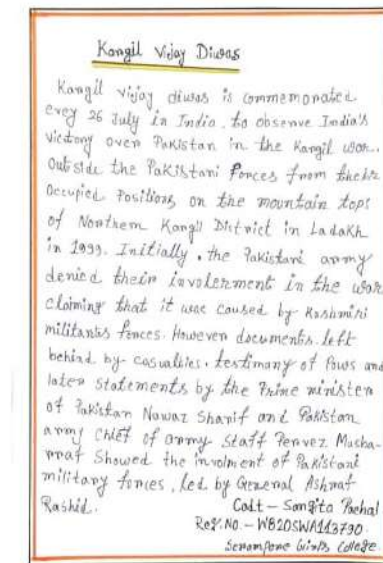 Kargil Vijay Diwas
Kargil vijay diwas is commemorated
evey 26 July in India, to observe India's
victory over Pakistan in the Kargil war.
Outside the Pakistani forces from their
Occupied Positions on the mountain tops
of Northern Kargil District in Ladakh
in 1999. Initially, the Pakistani army
denied their involerment in the war
claiming that it was caused by Kashmiri
militants forces. However documents left
behind by casualties, testimany of Pows and
later statements by the Prime minister
of Pakistan Nawaz Sharif and Pakistan
army Chief of army Staff Pervez Musha-
rraf Showed the involment of Pakistani
military forces, led by General Ashraf
Rashid.
Cadt - Sangita Pachal
Reg. No. - WB20SWA113790
Serampore Girls College.